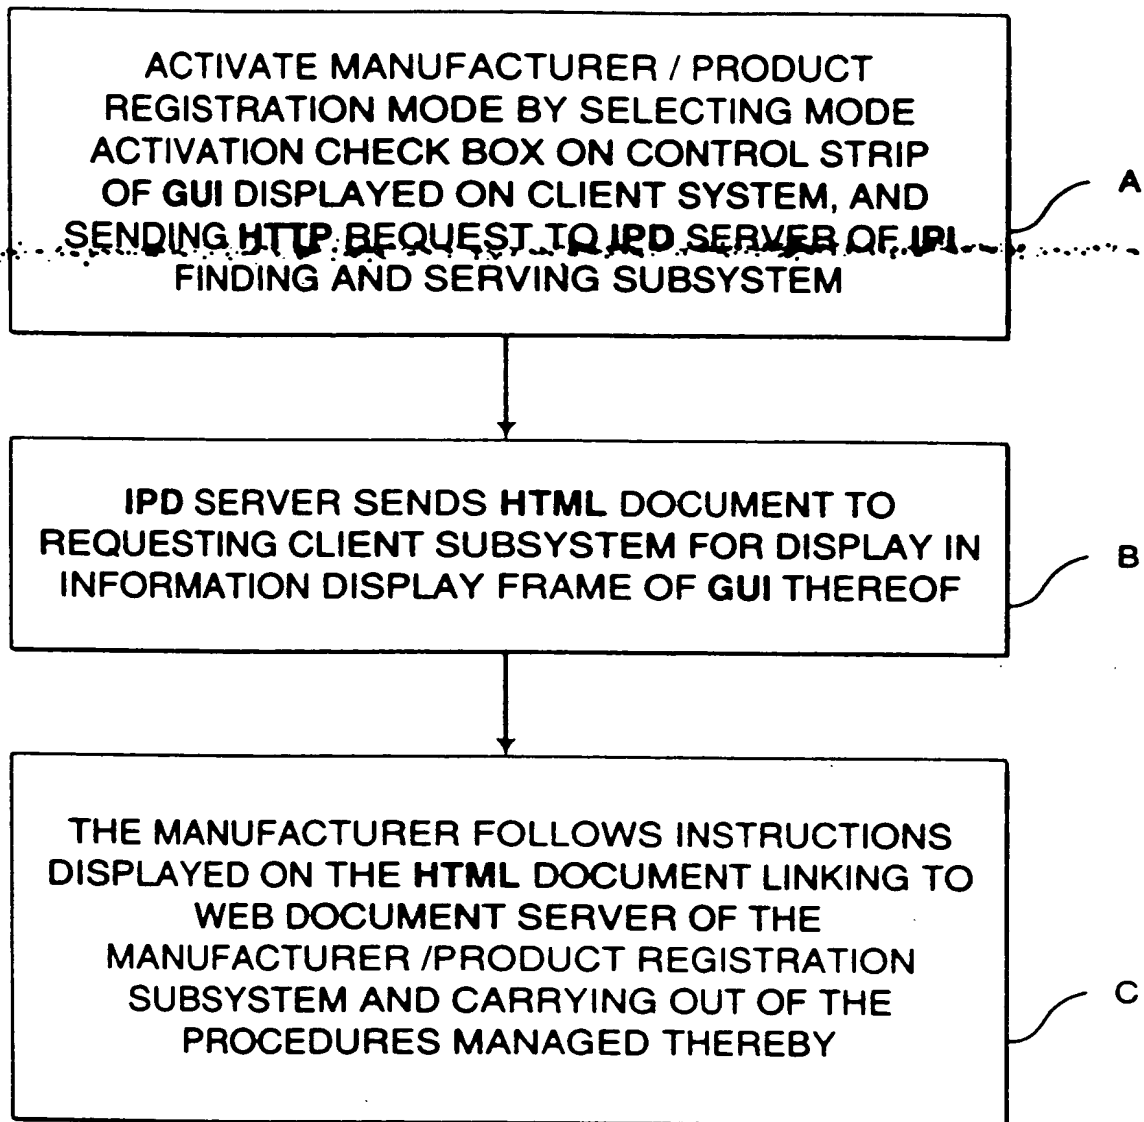 ACTIVATE MANUFACTURER / PRODUCT
REGISTRATION MODE BY SELECTING MODE
ACTIVATION CHECK BOX ON CONTROL STRIP
OF GUI DISPLAYED ON CLIENT SYSTEM, AND
SENDING HTTP REQUEST TO IPD SERVER OF IPI
FINDING AND SERVING SUBSYSTEM
A
IPD SERVER SENDS HTML DOCUMENT TO
REQUESTING CLIENT SUBSYSTEM FOR DISPLAY IN
INFORMATION DISPLAY FRAME OF GUI THEREOF
B
THE MANUFACTURER FOLLOWS INSTRUCTIONS
DISPLAYED ON THE HTML DOCUMENT LINKING TO
WEB DOCUMENT SERVER OF THE
MANUFACTURER /PRODUCT REGISTRATION
SUBSYSTEM AND CARRYING OUT OF THE
PROCEDURES MANAGED THEREBY
C